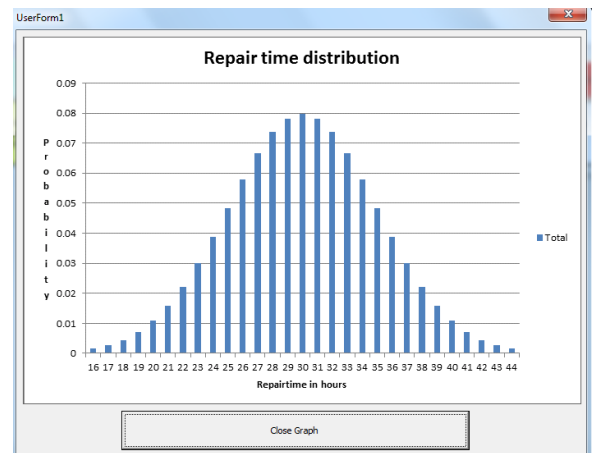 UserForm1
x
Repair time distribution
0.09
0.08
0.07
0.06
0.05
0.04
0.03
0.02
0.01
0
Probability
16 17 18 19 20 21 22 23 24 25 26 27 28 29 30 31 32 33 34 35 36 37 38 39 40 41 42 43 44
Repairtime in hours
Total
Close Graph